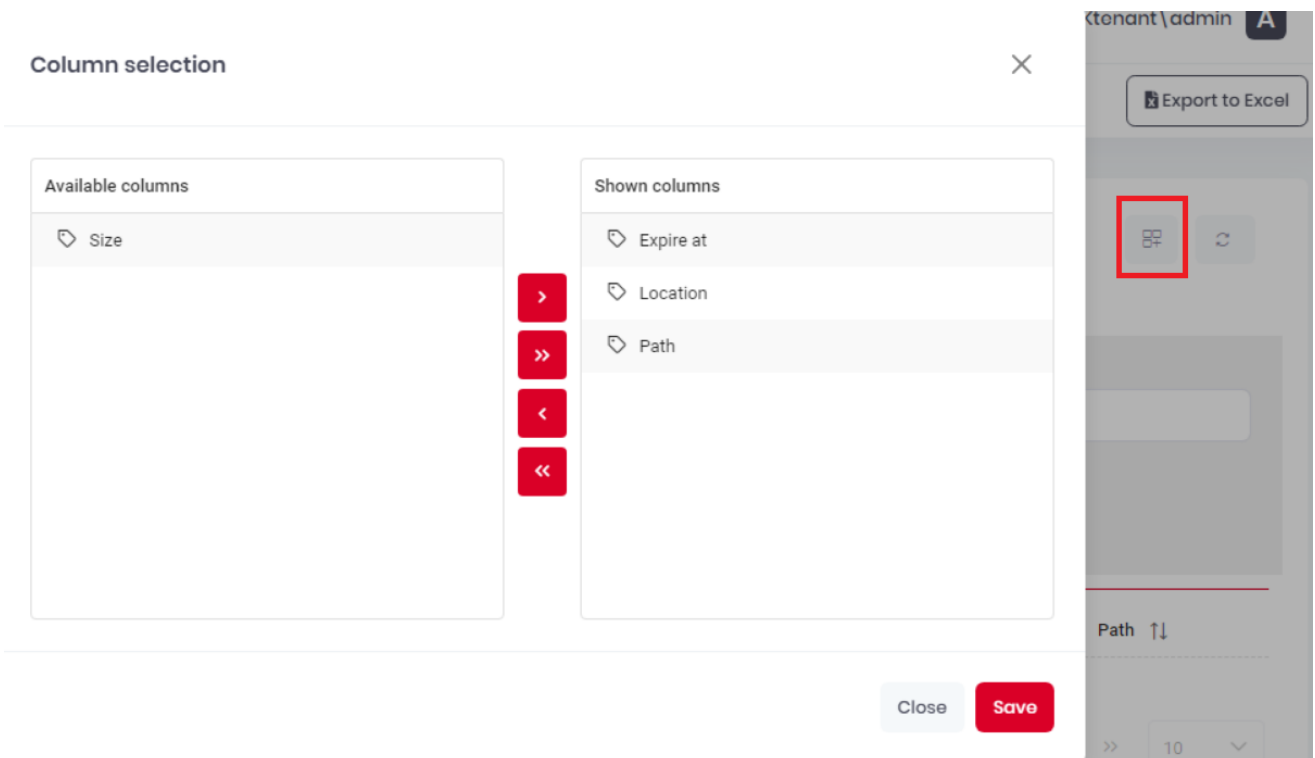 tenant\admin A
Column selection
Export to Excel
Available columns
Size
Shown columns
Expire at
Location
Path
Path
10
Close
Save